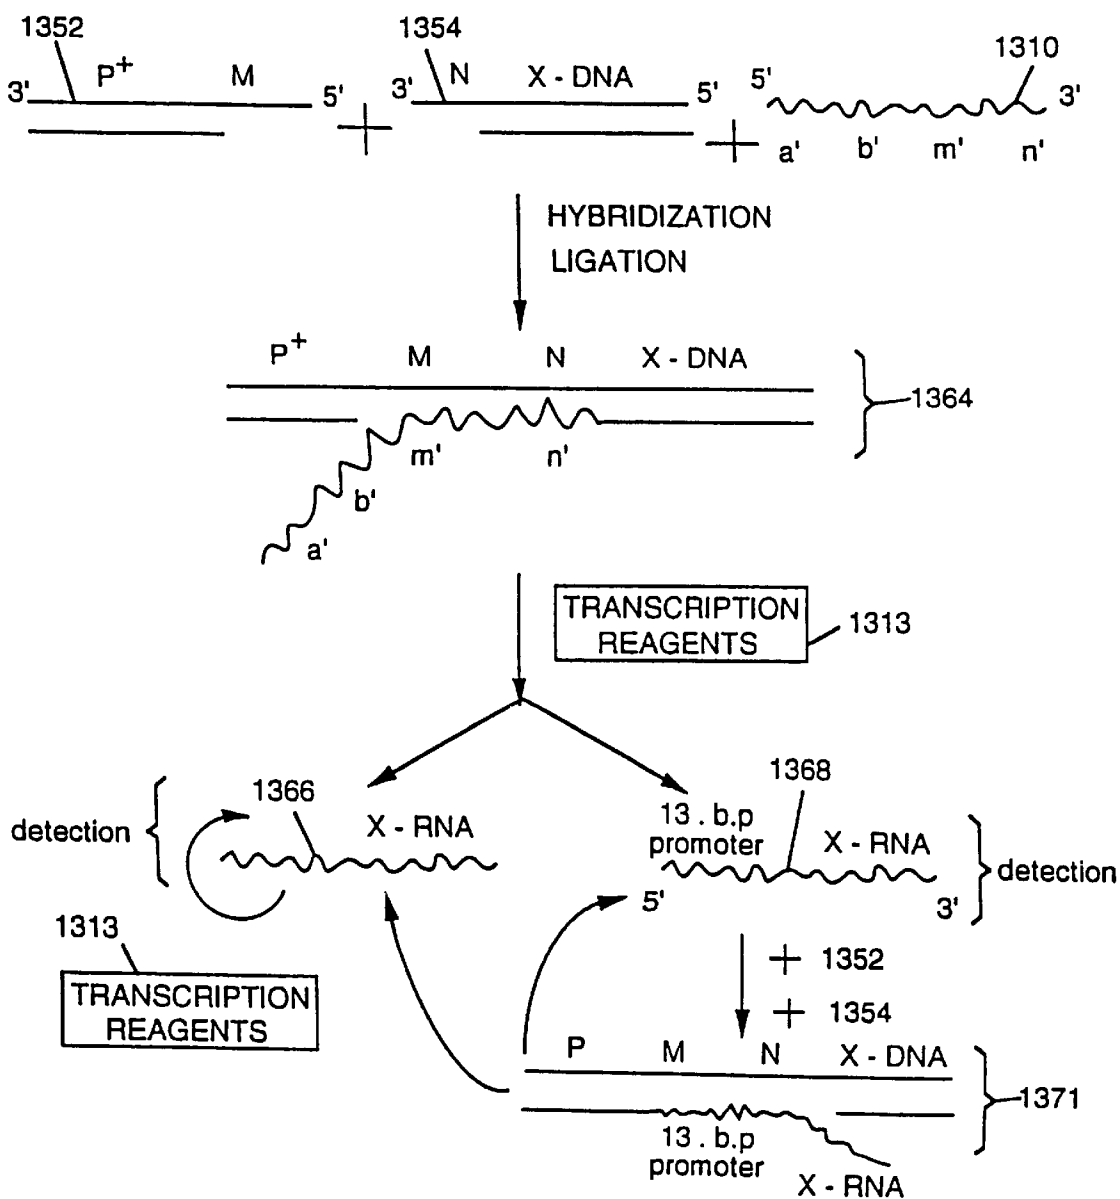 1352
1354
1310
3' P+ M 5'
3' N X - DNA 5'
5' 3'
a' b' m' n'
HYBRIDIZATION
LIGATION
P+ M N X - DNA
1364
m' n'
b'
a'
TRANSCRIPTION
REAGENTS
1313
1366
1368
detection
X - RNA
13 . b.p
promoter
X - RNA
detection
5' 3'
1313
TRANSCRIPTION
REAGENTS
+ 1352
+ 1354
P M N X - DNA
1371
13 . b.p
promoter
X - RNA